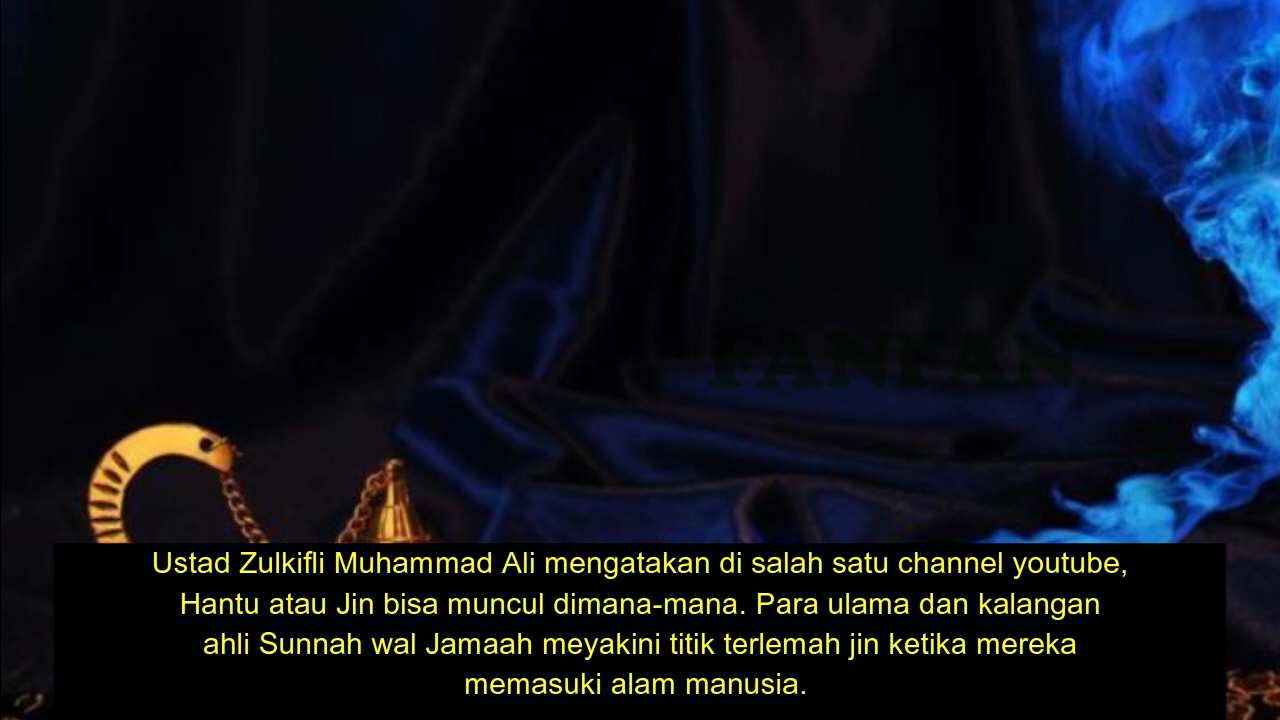 FANFAN
Ustad Zulkifli Muhammad Ali mengatakan di salah satu channel youtube,
Hantu atau Jin bisa muncul dimana-mana. Para ulama dan kalangan
ahli Sunnah wal Jamaah meyakini titik terlemah jin ketika mereka
memasuki alam manusia.